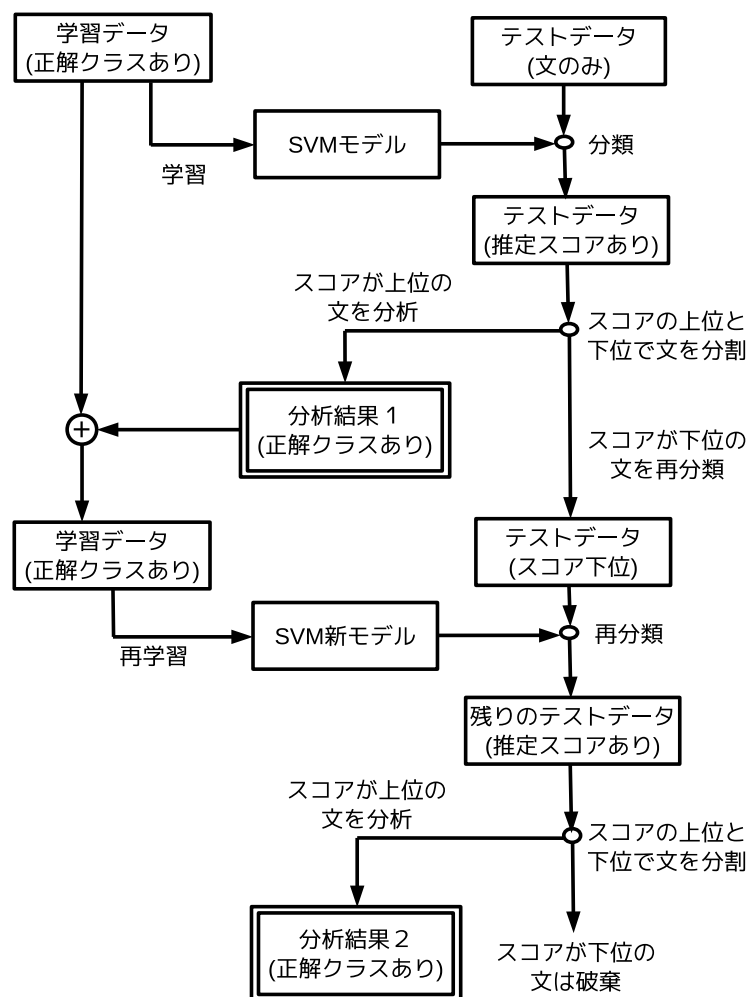 学習データ
(正解クラスあり)
テストデータ
(文のみ)
SVMモデル
分類
学習
テストデータ
(推定スコアあり)
スコアが上位の
文を分析
スコアの上位と
下位で文を分割
分析結果1
(正解クラスあり)
+
スコアが下位の
文を再分類
学習データ
(正解クラスあり)
テストデータ
(スコア下位)
SVM新モデル
再分類
再学習
残りのテストデータ
(推定スコアあり)
スコアが上位の
文を分析
スコアの上位と
下位で文を分割
分析結果2
(正解クラスあり)
スコアが下位の
文は破棄